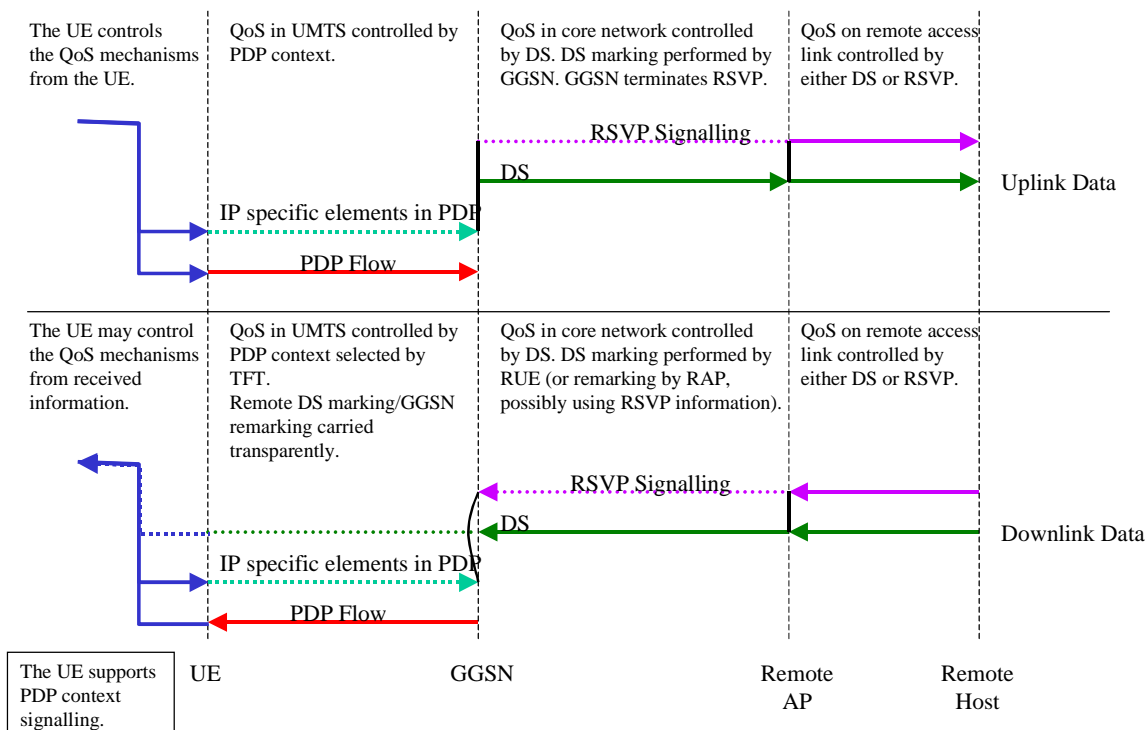 The UE controls
the QoS mechanisms
from the UE.
QoS in UMTS controlled by
PDP context.
QoS in core network controlled
by DS. DS marking performed by
GGSN. GGSN terminates RSVP.
QoS on remote access
link controlled by
either DS or RSVP.
RSVP Signalling
DS
Uplink Data
IP specific elements in PDP
PDP Flow
The UE may control
the QoS mechanisms
from received
information.
QoS in UMTS controlled by
PDP context selected by
TFT.
Remote DS marking/GGSN
remarking carried
transparently.
QoS in core network controlled
by DS. DS marking performed by
RUE (or remarking by RAP,
possibly using RSVP information).
QoS on remote access
link controlled by
either DS or RSVP.
RSVP Signalling
DS
Downlink Data
IP specific elements in PDP
PDP Flow
The UE supports
PDP context
signalling.
UE
GGSN
Remote
AP
Remote
Host